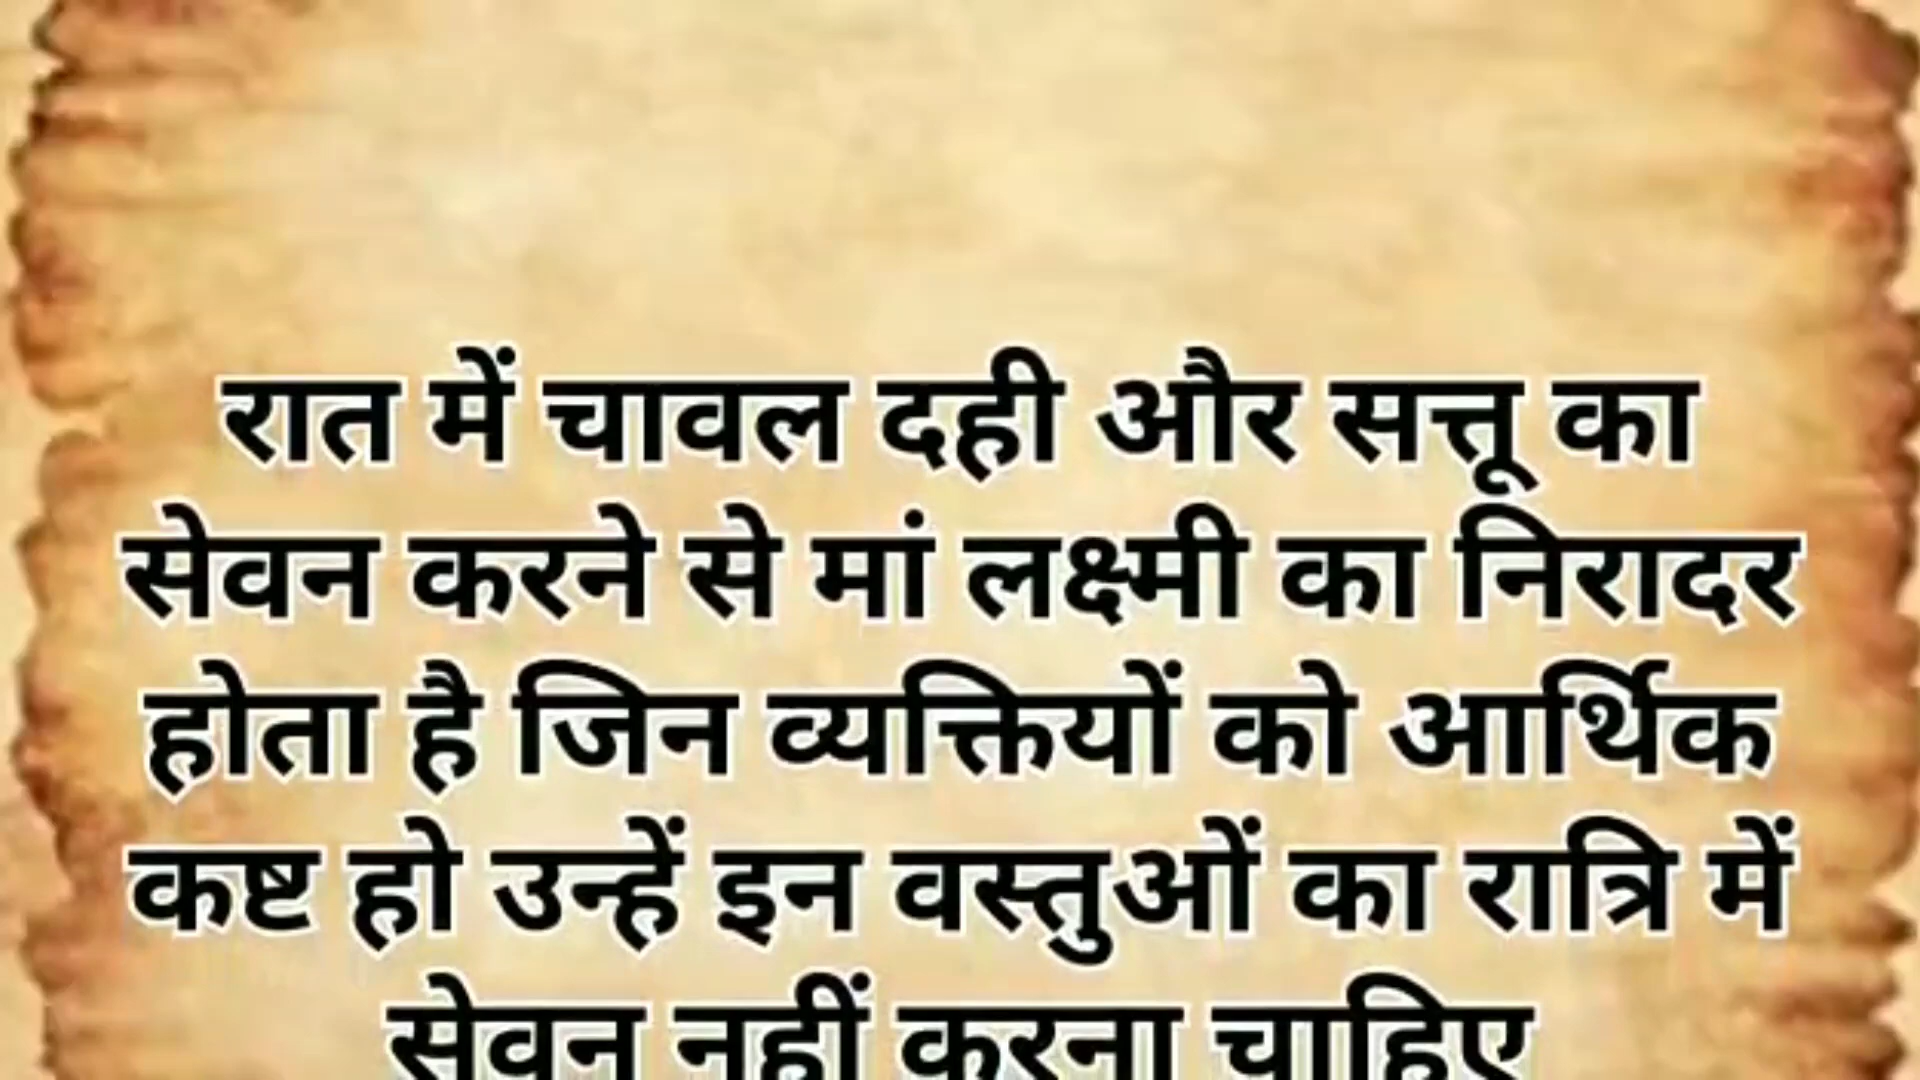 रात में चावल दही और सत्तू का
सेवन करने से मां लक्ष्मी का निरादर
होता है जिन व्यक्तियों को आर्थिक
कष्ट हो उन्हें इन वस्तुओं का रात्रि में
सेवन नहीं करना चाहिए